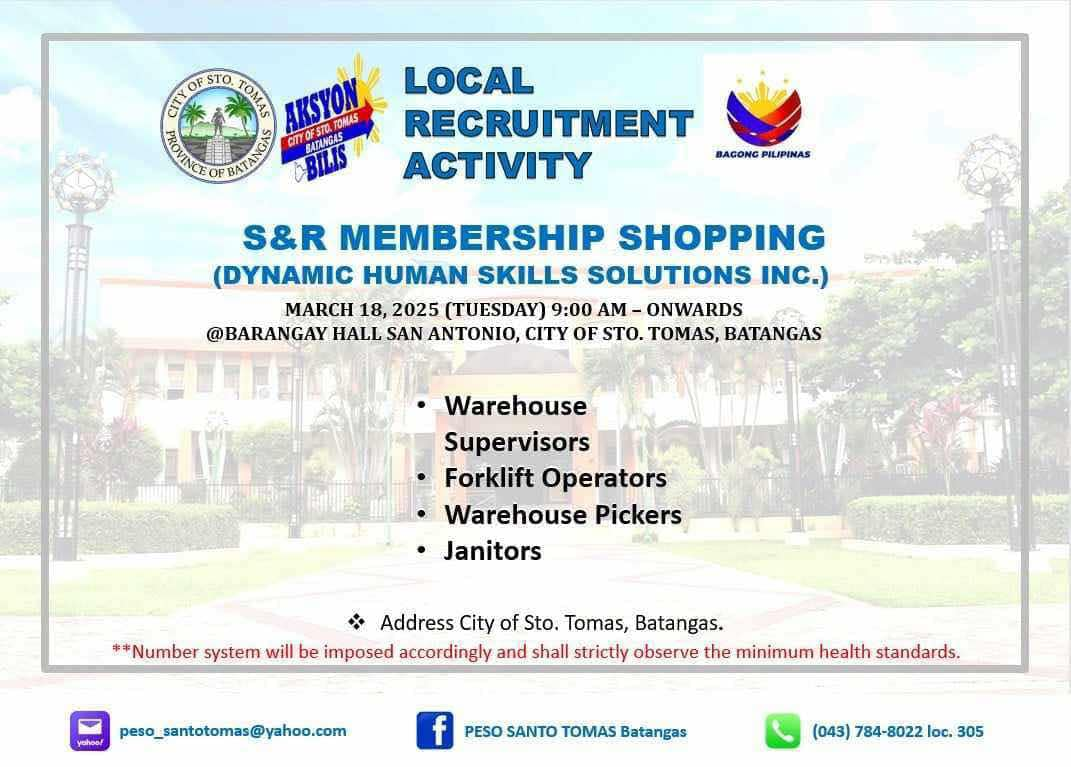 CITY OF STO. TOMAS
PROVINCE OF BATANGAS
AKSYON
CITY OF STO. TOMAS
BATANGAS
BILIS
LOCAL
RECRUITMENT
ACTIVITY
BAGONG PILIPINAS
S&R MEMBERSHIP SHOPPING
(DYNAMIC HUMAN SKILLS SOLUTIONS INC.)
MARCH 18, 2025 (TUESDAY) 9:00 AM – ONWARDS
@BARANGAY HALL SAN ANTONIO, CITY OF STO. TOMAS, BATANGAS
• Warehouse
Supervisors
• Forklift Operators
• Warehouse Pickers
• Janitors
❖ Address City of Sto. Tomas, Batangas.
**Number system will be imposed accordingly and shall strictly observe the minimum health standards.
yahoo!
peso_santotomas@yahoo.com
f
PESO SANTO TOMAS Batangas
(043) 784-8022 loc. 305